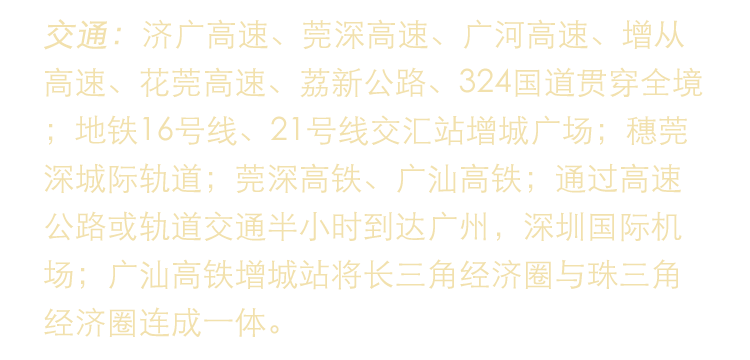 交通：济广高速、莞深高速、广河高速、增从
高速、花莞高速、荔新公路、324国道贯穿全境
；地铁16号线、21号线交汇站增城广场；穗莞
深城际轨道；莞深高铁、广汕高铁；通过高速
公路或轨道交通半小时到达广州，深圳国际机
场；广汕高铁增城站将长三角经济圈与珠三角
经济圈连成一体。